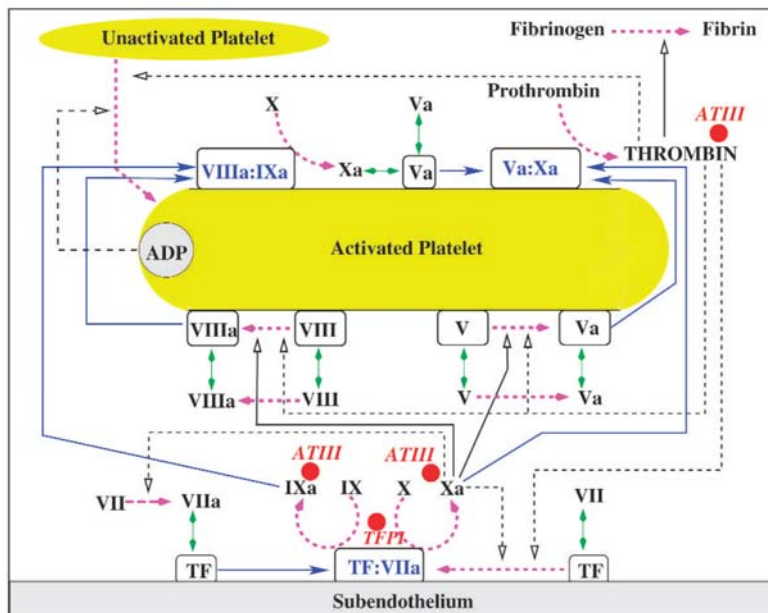 Fibrinogen Fibrin
Unactivated Platelet
Prothrombin
ATIII
X Va
THROMBIN
VIIIa:IXa Xa Va Va:Xa
ADP Activated Platelet
VIIIa VIII V Va
VIIIa VIII V Va
ATIII ATIII
IXa IX X Xa
VII VIIa VII
TFPI
TF TF:VIIa TF
Subendothelium